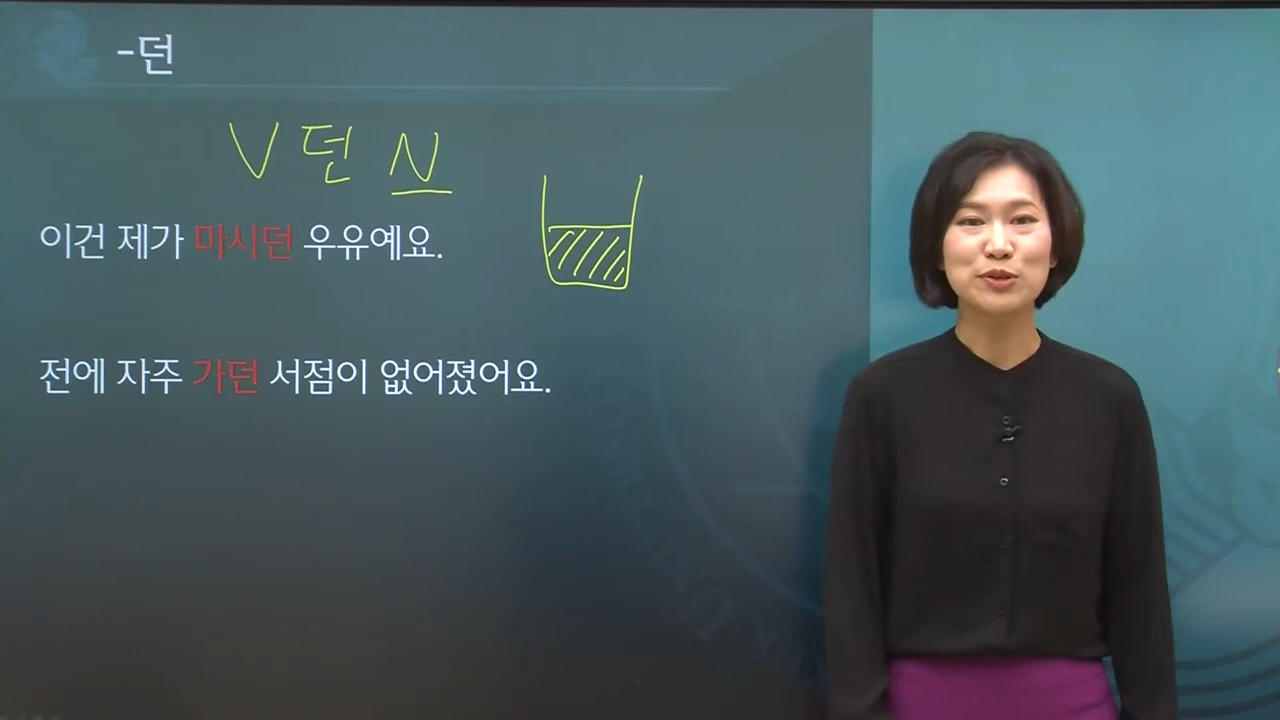 -던
V 던 N
이건 제가 마시던 우유예요.
전에 자주 가던 서점이 없어졌어요.